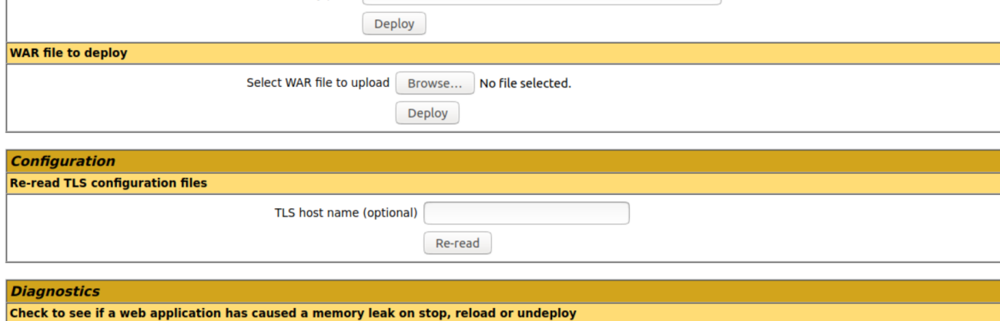 Deploy
WAR file to deploy
Select WAR file to upload Browse... No file selected.
Deploy
Configuration
Re-read TLS configuration files
TLS host name (optional)
Re-read
Diagnostics
Check to see if a web application has caused a memory leak on stop, reload or undeploy